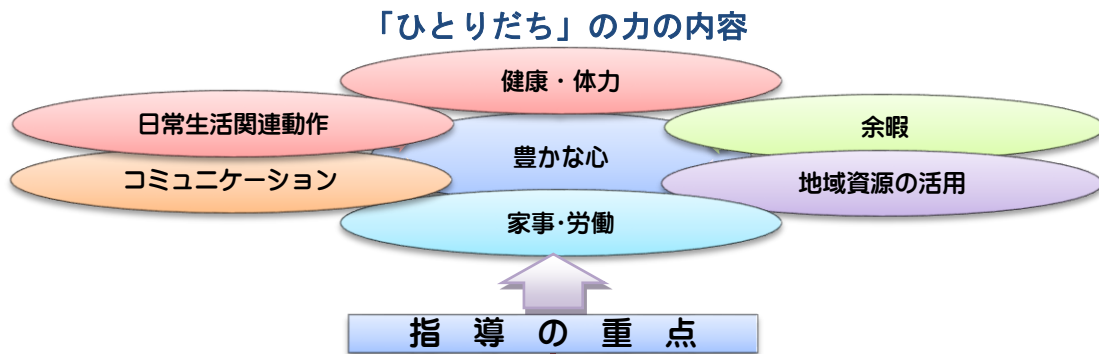 「ひとりだち」の力の内容
健康・体力
日常生活関連動作
余暇
豊かな心
コミュニケーション
地域資源の活用
家事・労働
指導の重点